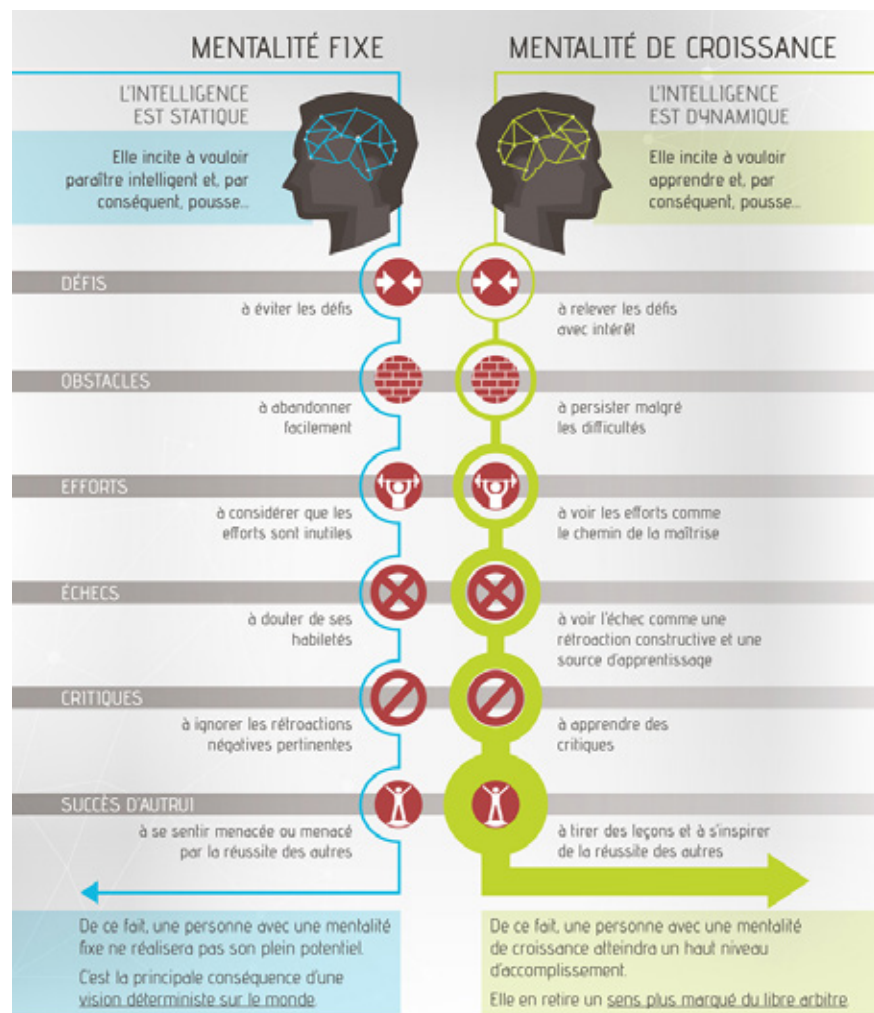 MENTALITÉ FIXE
L'INTELLIGENCE
EST STATIQUE
Elle incite à vouloir
paraître intelligent et, par
conséquent, pousse...
MENTALITÉ DE CROISSANCE
L'INTELLIGENCE
EST DYNAMIQUE
Elle incite à vouloir
apprendre et, par
conséquent, pousse...
DÉFIS
à éviter les défis
à relever les défis
avec intérêt
OBSTACLES
à abandonner
facilement
à persister malgré
les difficultés
EFFORTS
à considérer que les
efforts sont inutiles
à voir les efforts comme
le chemin de la maîtrise
ÉCHECS
à douter de ses
habiletés
à voir l'échec comme une
rétroaction constructive et une
source d'apprentissage
CRITIQUES
à ignorer les rétroactions
négatives pertinentes
à apprendre des
critiques
SUCCÈS D'AUTRUI
à se sentir menacée ou menacé
par la réussite des autres
à tirer des leçons et à s'inspirer
de la réussite des autres
De ce fait, une personne avec une mentalité
fixe ne réalisera pas son plein potentiel.
C'est la principale conséquence d'une
vision déterministe sur le monde
De ce fait, une personne avec une mentalité
de croissance atteindra un haut niveau
d'accomplissement.
Elle en retire un sens plus marqué du libre arbitre